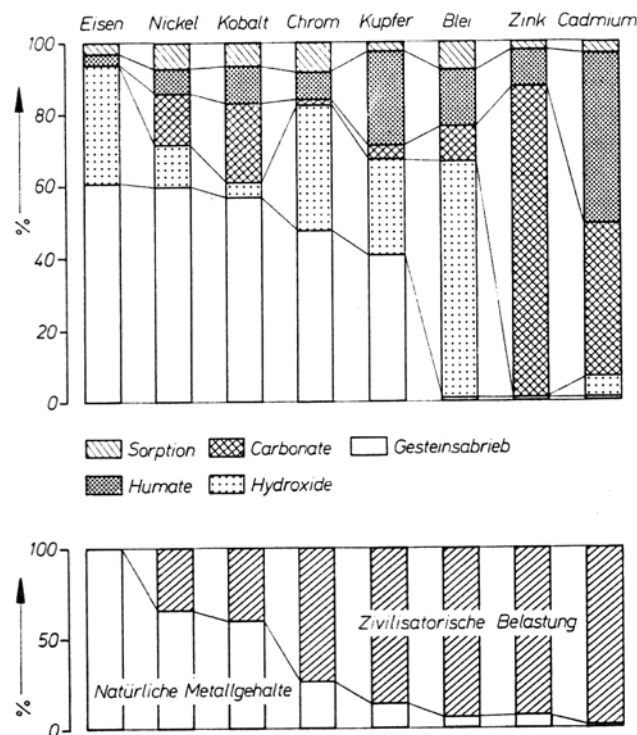 Eisen Nickel Kobalt Chrom Kupfer Blei Zink Cadmium
100
80
60
%
40
20
0
Sorption Carbonate Gesteinsabrieb
Humate Hydroxide
100
Zivilisatorische Belastung
50
Natürliche Metallgehalte
%
0